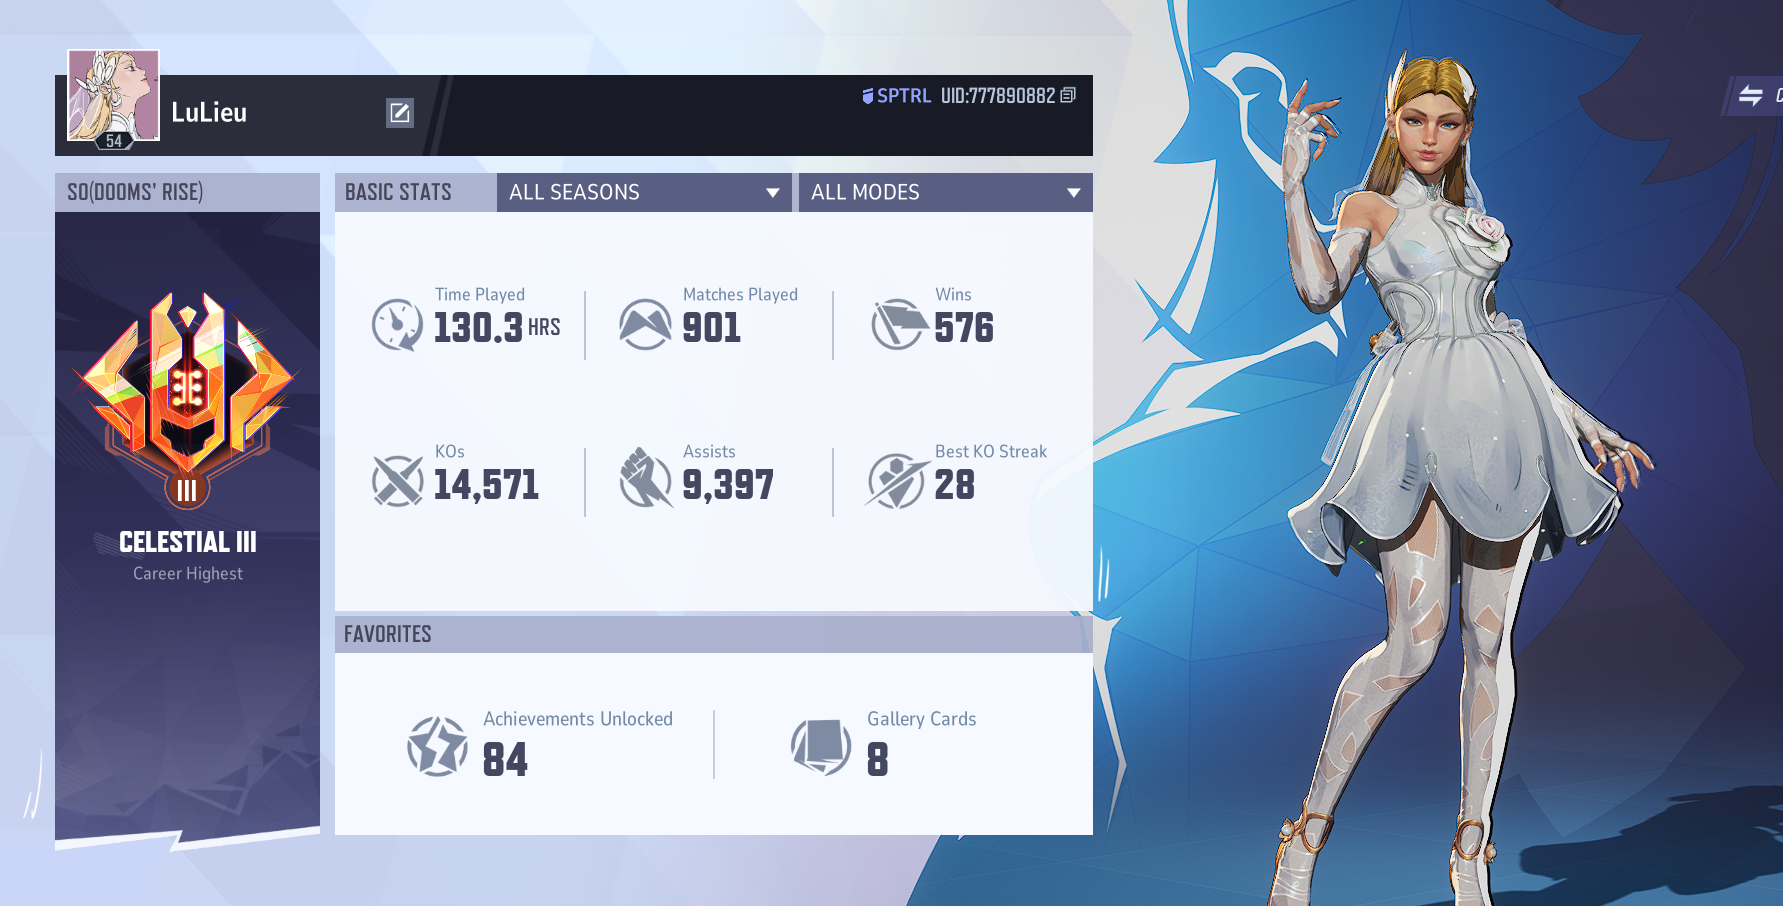 LuLieu
54
SPTRL UID:777890882
S0(DOOMS' RISE)
BASIC STATS
ALL SEASONS
ALL MODES
Time Played
130.3 HRS
Matches Played
901
Wins
576
KOs
14,571
Assists
9,397
Best KO Streak
28
III
CELESTIAL III
Career Highest
FAVORITES
Achievements Unlocked
84
Gallery Cards
8